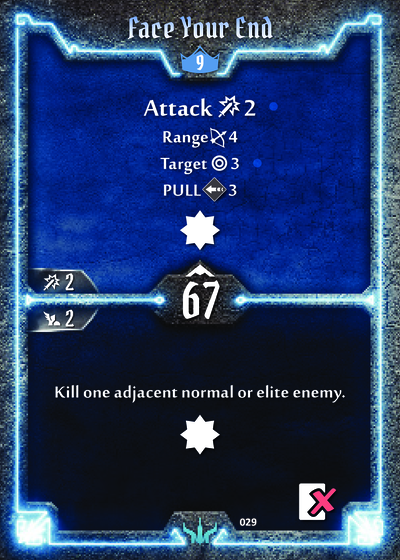 Face Your End
9
Attack 2
Range 4
Target 3
PULL 3
2
67
2
Kill one adjacent normal or elite enemy.
029